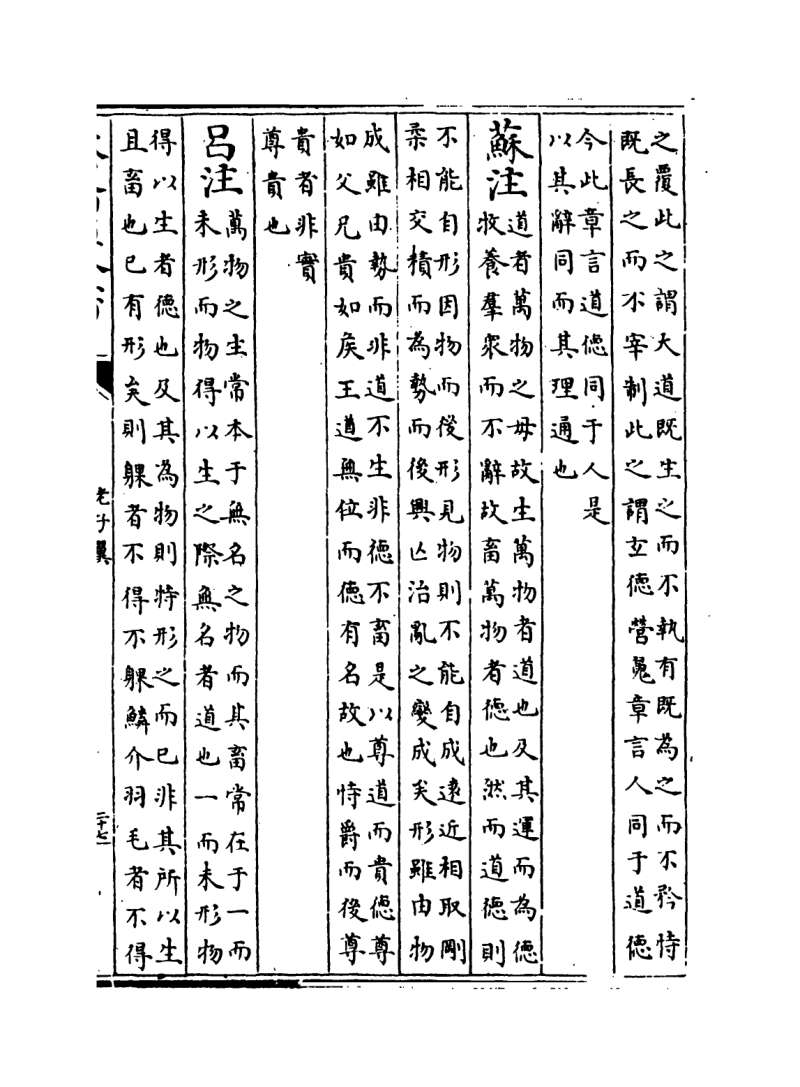 之覆此之謂大道既生之而不執有既為之而不矜恃
既長之而不宰制此之謂玄德營䰟章言人同于道德
今此章言道德同于人是
以其辭同而其理通也
蘇注
道者萬物之母故生萬物者道也及其運而為德
牧養羣衆而不辭故畜萬物者德也然而道德則
不能自形因物而後形見物則不能自成遠近相取剛
柔相交積而為勢而後興亡治亂之變成矣形雖由物
成雖由勢而非道不生非德不畜是以尊道而貴德尊
如父兄貴如侯王道無位而德有名故也恃爵而後尊
貴者非實
尊貴也
呂注
萬物之生常本于無名之物而其畜常在于一而
未形而物得以生之際無名者道也一而未形物
得以生者德也及其為物則特形之而已非其所以生
且畜也已有形矣則躶者不得不躶鱗介羽毛者不得
老子翼
二十七